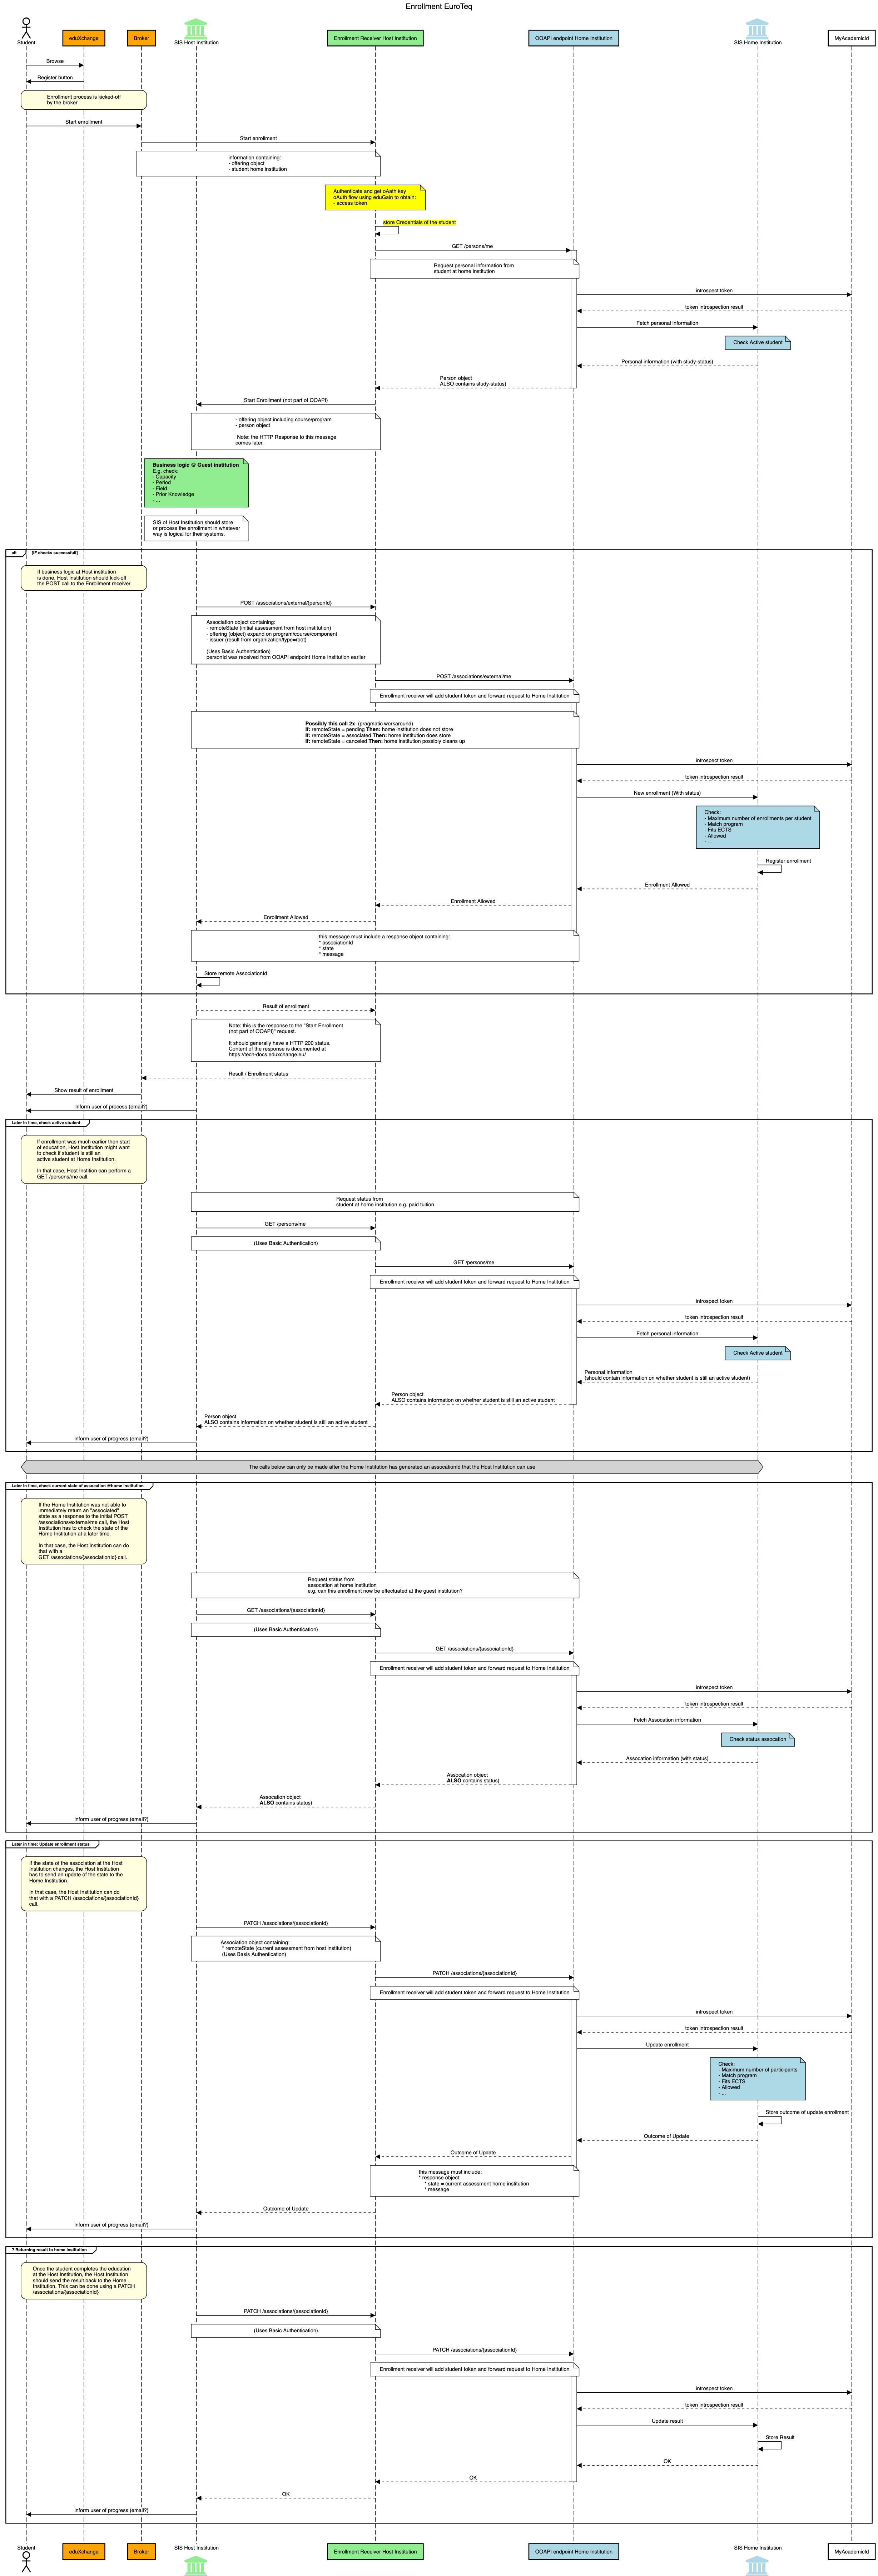 Enrollment EuroTeq
Student
eduXchange
Broker
SIS Host Institution
Enrollment Receiver Host Institution
OOAPI endpoint Home Institution
SIS Home Institution
MyAcademicId
Browse
Register button
Enrollment process is kicked-off
by the broker
Start enrollment
Start enrollment
information containing:
- offering object
- student home institution
Authenticate and get oAath key
oAuth flow using eduGain to obtain:
- access token
store Credentials of the student
GET /persons/me
Request personal information from
student at home institution
introspect token
token introspection result
Fetch personal information
Check Active student
Personal information (with study-status)
Person object
ALSO contains study-status)
Start Enrollment (not part of OOAPI)
- offering object including course/program
- person object
Note: the HTTP Response to this message
comes later.
Business logic @ Guest institution
E.g. check:
- Capacity
- Period
- Field
- Prior Knowledge
- ...
SIS of Host Institution should store
or process the enrollment in whatever
way is logical for their systems.
alt
[IF checks successfull]
If business logic at Host institution
is done, Host Institution should kick-off
the POST call to the Enrollment receiver
POST /associations/external/{personId}
Association object containing:
- remoteState (initial assessment from host institution)
- offering (object) expand on program/course/component
- issuer (result from organization/type=root)
(Uses Basic Authentication)
personId was received from OOAPI endpoint Home Institution earlier
POST /associations/external/me
Enrollment receiver will add student token and forward request to Home Institution
Possibly this call 2x (pragmatic workaround)
If: remoteState = pending Then: home institution does not store
If: remoteState = associated Then: home institution does store
If: remoteState = canceled Then: home institution possibly cleans up
introspect token
token introspection result
New enrollment (With status)
Check:
- Maximum number of enrollments per student
- Match program
- Fits ECTS
- Allowed
- ...
Register enrollment
Enrollment Allowed
Enrollment Allowed
Enrollment Allowed
this message must include a response object containing:
* associationId
* state
* message
Store remote AssociationId
Result of enrollment
Note: this is the response to the "Start Enrollment
(not part of OOAPI)" request.
It should generally have a HTTP 200 status.
Content of the response is documented at
https://tech-docs.eduxchange.eu/
Result / Enrollment status
Show result of enrollment
Inform user of process (email?)
Later in time, check active student
If enrollment was much earlier then start
of education, Host Institution might want
to check if student is still an
active student at Home Institution.
In that case, Host Instition can perform a
GET /persons/me call.
Request status from
student at home institution e.g. paid tuition
GET /persons/me
(Uses Basic Authentication)
GET /persons/me
Enrollment receiver will add student token and forward request to Home Institution
introspect token
token introspection result
Fetch personal information
Check Active student
Personal information
(should contain information on whether student is still an active student)
Person object
ALSO contains information on whether student is still an active student
Person object
ALSO contains information on whether student is still an active student
Inform user of progress (email?)
The calls below can only be made after the Home Institution has generated an assocationId that the Host Institution can use
Later in time, check current state of assocation @home institution
If the Home Institution was not able to
immediately return an "associated"
state as a response to the initial POST
/associations/external/me call, the Host
Institution has to check the state of the
Home Institution at a later time.
In that case, the Host Institution can do
that with a
GET /associations/{associationId} call.
Request status from
assocation at home institution
e.g. can this enrollment now be effectuated at the guest institution?
GET /associations/{associationId}
(Uses Basic Authentication)
GET /associations/{associationId}
Enrollment receiver will add student token and forward request to Home Institution
introspect token
token introspection result
Fetch Assocation information
Check status assocation
Assocation information (with status)
Assocation object
ALSO contains status)
Assocation object
ALSO contains status)
Inform user of progress (email?)
Later in time: Update enrollment status
If the state of the association at the Host
Institution changes, the Host Institution
has to send an update of the state to the
Home Institution.
In that case, the Host Institution can do
that with a PATCH /associations/{associationId}
call.
PATCH /associations/{associationId}
Association object containing:
* remoteState (current assessment from host institution)
(Uses Basis Authentication)
PATCH /associations/{associationId}
Enrollment receiver will add student token and forward request to Home Institution
introspect token
token introspection result
Update enrollment
Check:
- Maximum number of participants
- Match program
- Fits ECTS
- Allowed
- ...
Store outcome of update enrollment
Outcome of Update
Outcome of Update
this message must include:
* response object:
* state = current assessment home institution
* message
Outcome of Update
Inform user of progress (email?)
? Returning result to home institution
Once the student completes the education
at the Host Institution, the Host Institution
should send the result back to the Home
Institution. This can be done using a PATCH
/associations/{associationId}
PATCH /associations/{associationId}
(Uses Basic Authentication)
PATCH /associations/{associationId}
Enrollment receiver will add student token and forward request to Home Institution
introspect token
token introspection result
Update result
Store Result
OK
OK
OK
Inform user of progress (email?)
Student
eduXchange
Broker
SIS Host Institution
Enrollment Receiver Host Institution
OOAPI endpoint Home Institution
SIS Home Institution
MyAcademicId